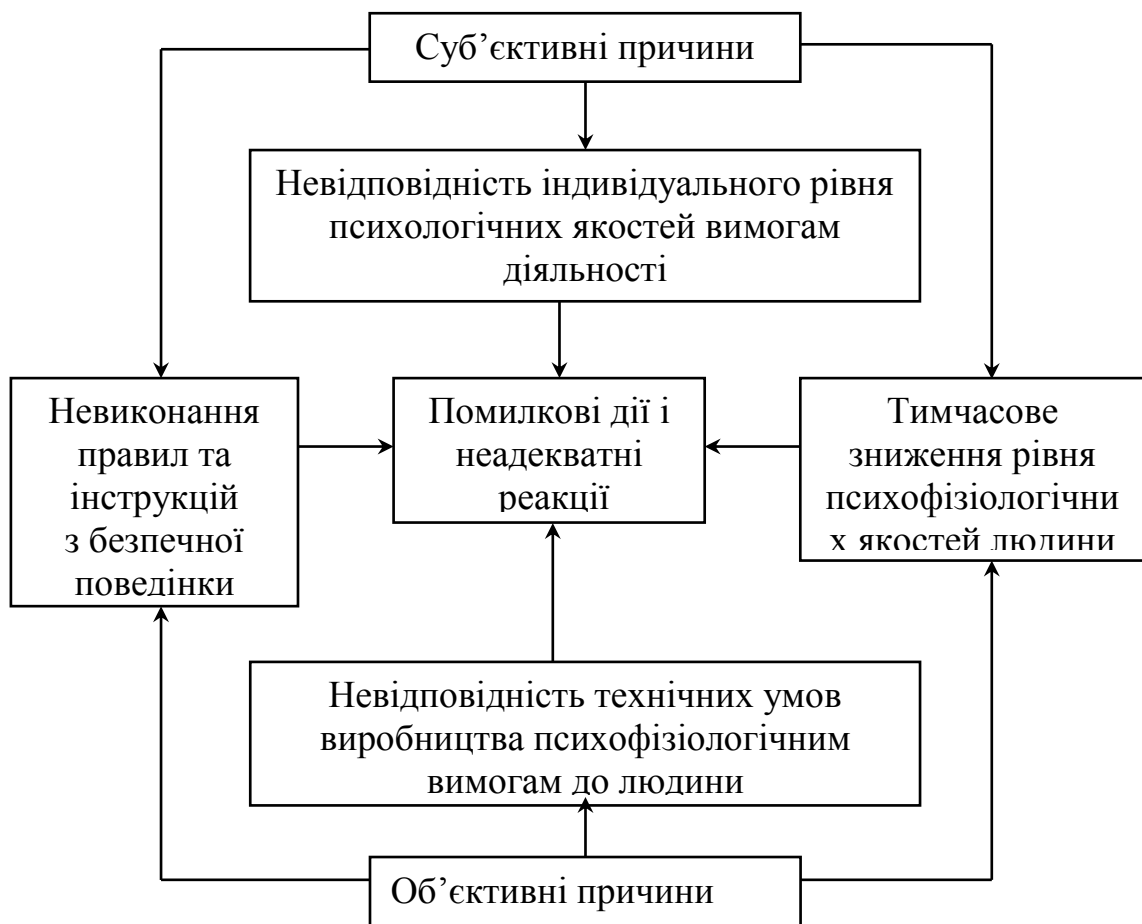 Суб’єктивні причини
Невідповідність індивідуального рівня
психологічних якостей вимогам
діяльності
Невиконання
правил та
інструкцій
з безпечної
поведінки
Помилкові дії і
неадекватні
реакції
Тимчасове
зниження рівня
психофізіологічни
х якостей людини
Невідповідність технічних умов
виробництва психофізіологічним
вимогам до людини
Об’єктивні причини